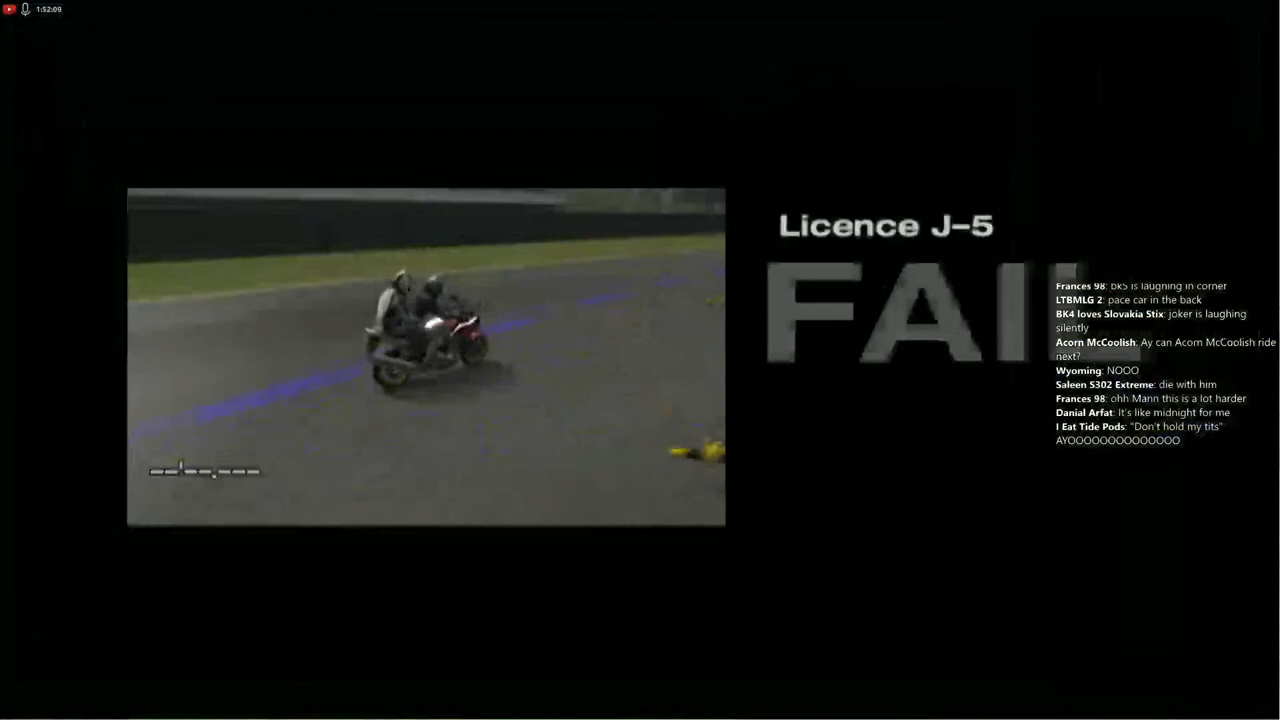 1:52:09
Licence J-5
FAIL
Frances 98: bk5 is laughing in corner
LTBMLG 2: pace car in the back
BK4 loves Slovakia Stix: joker is laughing
silently
Acorn McCoolish: Ay can Acorn McCoolish ride
next?
Wyoming: NOOO
Saleen S302 Extreme: die with him
Frances 98: ohh Mann this is a lot harder
Danial Arfat: It's like midnight for me
I Eat Tide Pods: "Don't hold my tits"
AYOOOOOOOOOOOOOO